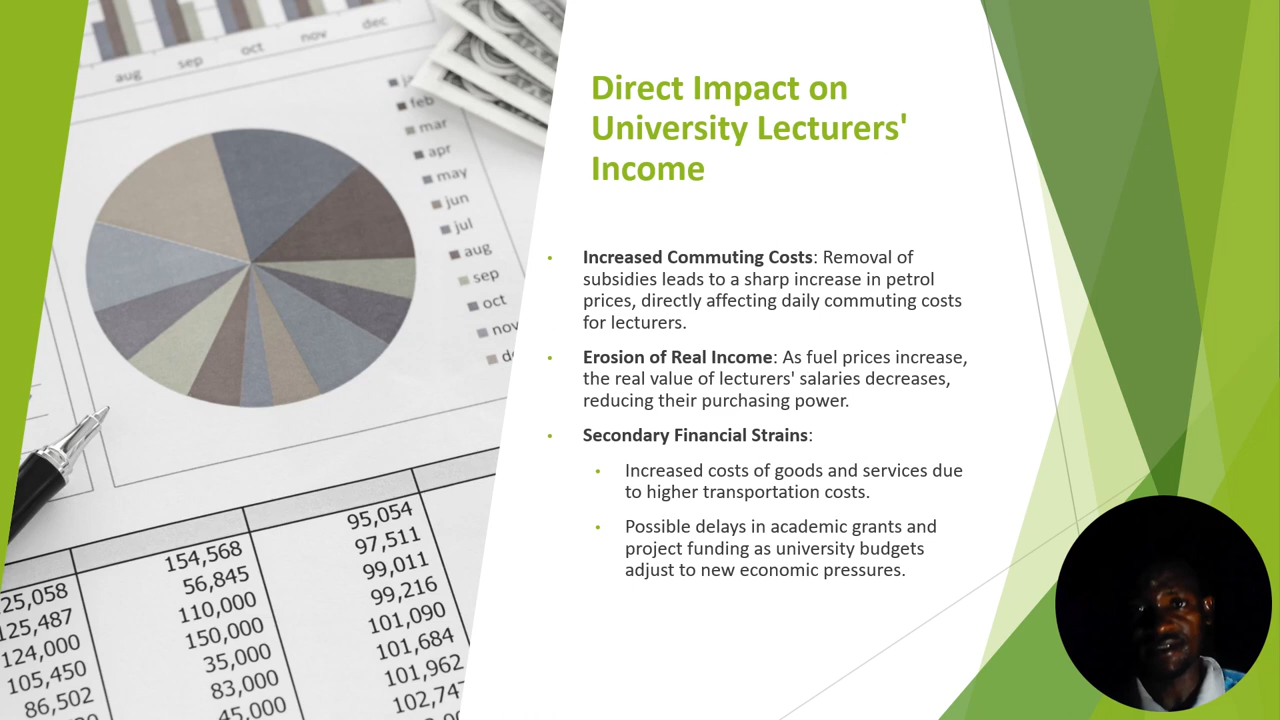 aug sep oct nov dec
feb
mar
apr
may
jun
jul
aug
sep
oct
nov
Direct Impact on
University Lecturers'
Income
• Increased Commuting Costs: Removal of
subsidies leads to a sharp increase in petrol
prices, directly affecting daily commuting costs
for lecturers.
• Erosion of Real Income: As fuel prices increase,
the real value of lecturers' salaries decreases,
reducing their purchasing power.
• Secondary Financial Strains:
• Increased costs of goods and services due
to higher transportation costs.
• Possible delays in academic grants and
project funding as university budgets
adjust to new economic pressures.
25,058
125,487
124,000
105,450
86,502
154,568
56,845
110,000
150,000
35,000
83,000
45,000
95,054
97,511
99,011
99,216
101,090
101,684
101,962